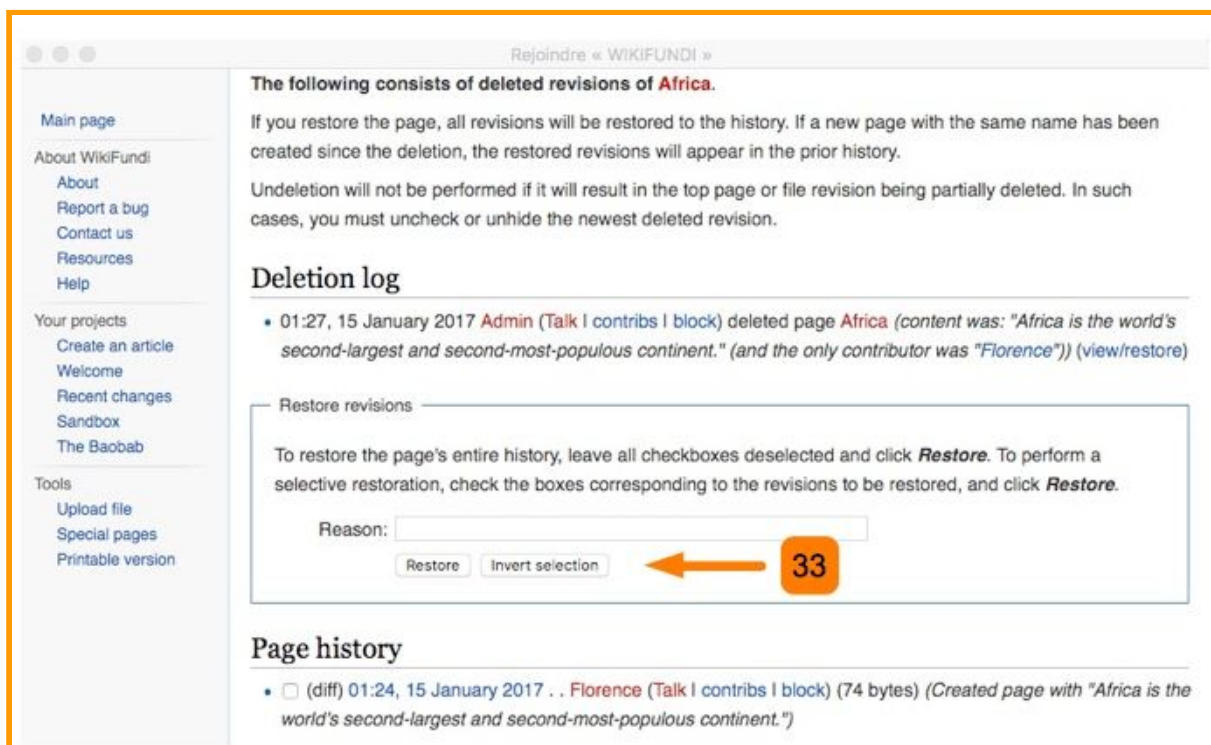 Rejoindre « WIKIFUNDI »
Main page
About WikiFundi
About
Report a bug
Contact us
Resources
Help
Your projects
Create an article
Welcome
Recent changes
Sandbox
The Baobab
Tools
Upload file
Special pages
Printable version
The following consists of deleted revisions of Africa.
If you restore the page, all revisions will be restored to the history. If a new page with the same name has been
created since the deletion, the restored revisions will appear in the prior history.
Undeletion will not be performed if it will result in the top page or file revision being partially deleted. In such
cases, you must uncheck or unhide the newest deleted revision.
Deletion log
• 01:27, 15 January 2017 Admin (Talk | contribs | block) deleted page Africa (content was: "Africa is the world's
second-largest and second-most-populous continent." (and the only contributor was "Florence")) (view/restore)
Restore revisions
To restore the page's entire history, leave all checkboxes deselected and click Restore. To perform a
selective restoration, check the boxes corresponding to the revisions to be restored, and click Restore.
Reason:
Restore Invert selection 33
Page history
• (diff) 01:24, 15 January 2017 . . Florence (Talk | contribs | block) (74 bytes) (Created page with "Africa is the
world's second-largest and second-most-populous continent.")